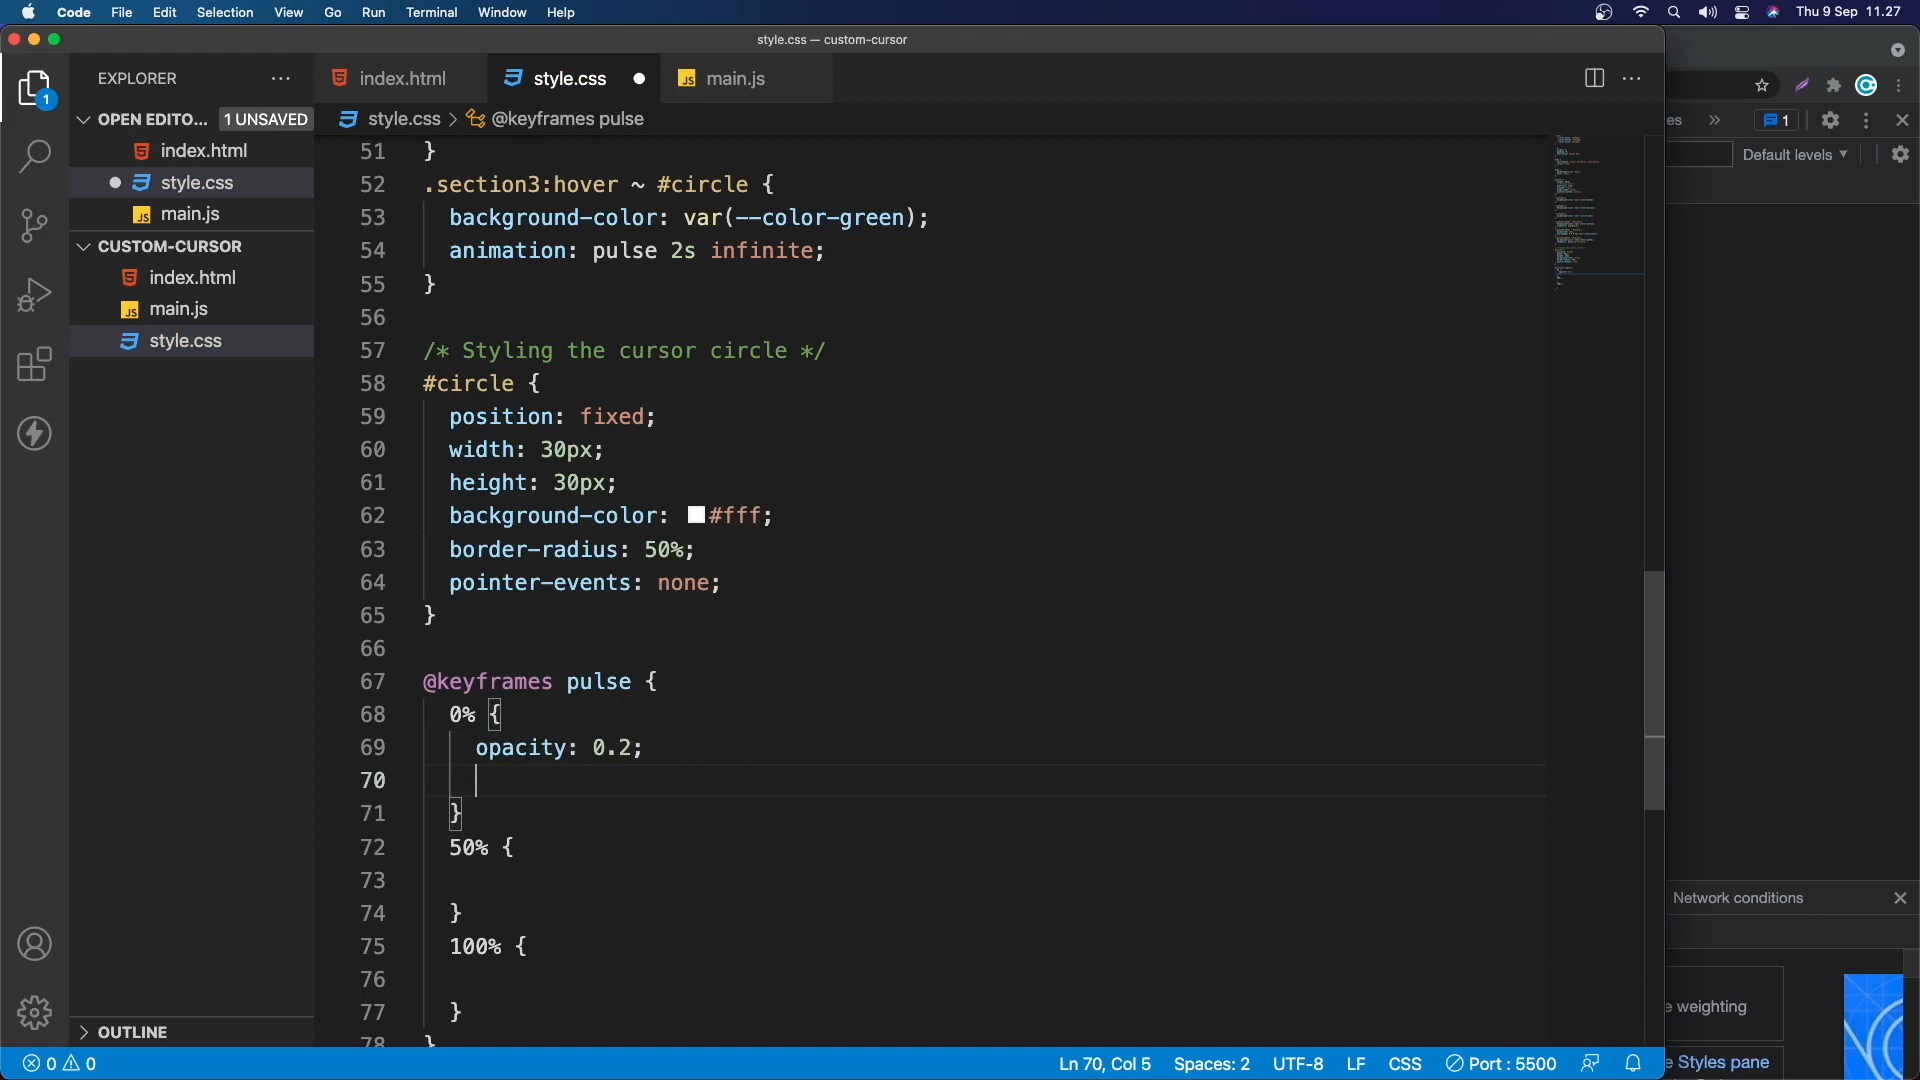 Code File Edit Selection View Go Run Terminal Window Help Thu 9 Sep 11.27
style.css — custom-cursor
EXPLORER
index.html style.css main.js
OPEN EDITO... 1 UNSAVED
style.css > @keyframes pulse
index.html
style.css
main.js
CUSTOM-CURSOR
index.html
main.js
style.css
OUTLINE
51 }
52 .section3:hover ~ #circle {
53 background-color: var(--color-green);
54 animation: pulse 2s infinite;
55 }
56
57 /* Styling the cursor circle */
58 #circle {
59 position: fixed;
60 width: 30px;
61 height: 30px;
62 background-color: #fff;
63 border-radius: 50%;
64 pointer-events: none;
65 }
66
67 @keyframes pulse {
68 0% {
69 opacity: 0.2;
70
71 }
72 50% {
73
74 }
75 100% {
76
77 }
78 }
es » 1
Default levels
Network conditions
e weighting
e Styles pane
0 0 Ln 70, Col 5 Spaces: 2 UTF-8 LF CSS Port : 5500